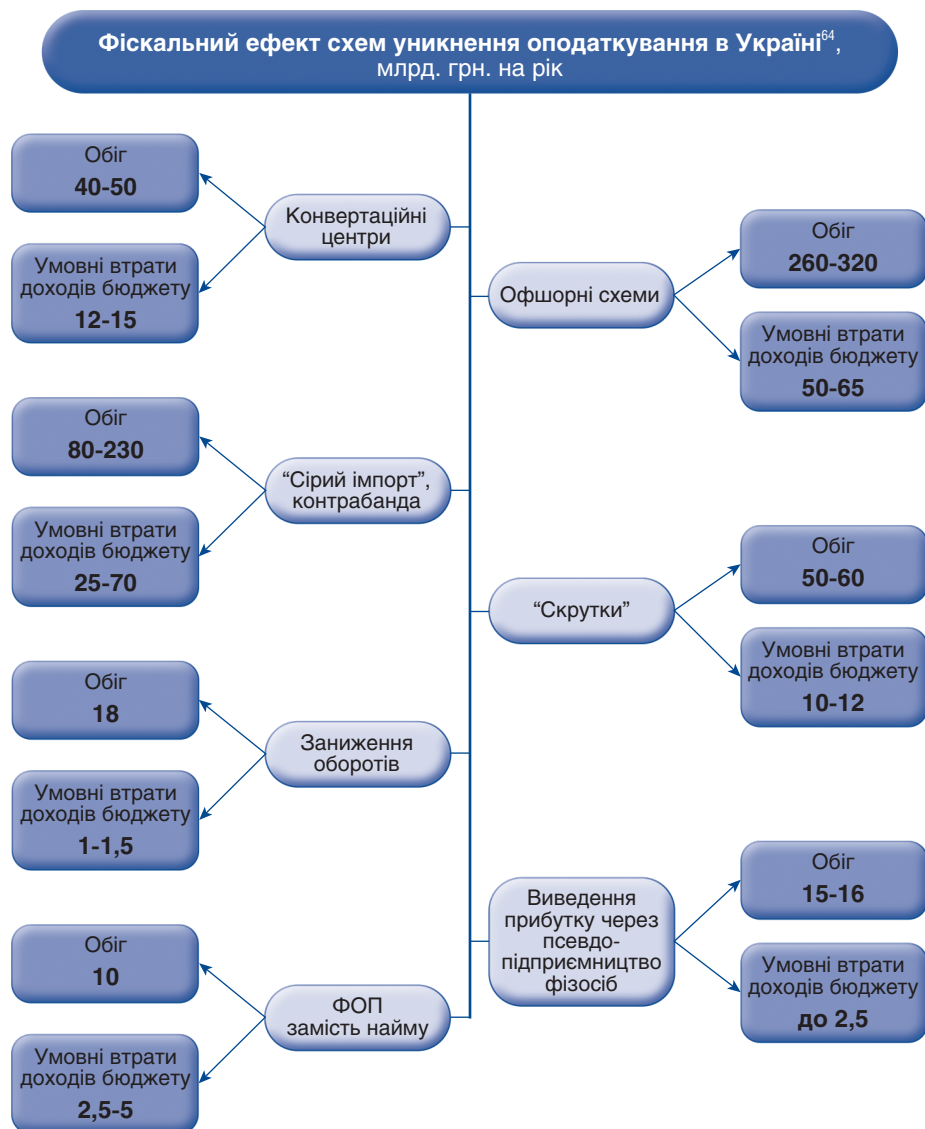 Фіскальний ефект схем уникнення оподаткування в Україні64,
млрд. грн. на рік
Обіг
40-50
Конвертаційні
центри
Умовні втрати
доходів бюджету
12-15
Обіг
260-320
Офшорні схеми
Умовні втрати
доходів бюджету
50-65
Обіг
80-230
“Сірий імпорт”,
контрабанда
Умовні втрати
доходів бюджету
25-70
Обіг
50-60
“Скрутки”
Умовні втрати
доходів бюджету
10-12
Обіг
18
Заниження
оборотів
Умовні втрати
доходів бюджету
1-1,5
Обіг
15-16
Виведення
прибутку через
псевдо-
підприємництво
фізосіб
Умовні втрати
доходів бюджету
до 2,5
Обіг
10
ФОП
замість найму
Умовні втрати
доходів бюджету
2,5-5